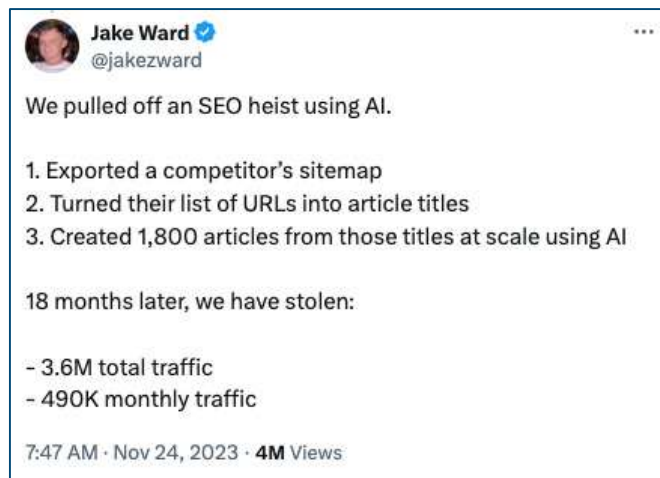 Jake Ward
@jakezward
We pulled off an SEO heist using AI.
1. Exported a competitor’s sitemap
2. Turned their list of URLs into article titles
3. Created 1,800 articles from those titles at scale using AI
18 months later, we have stolen:
- 3.6M total traffic
- 490K monthly traffic
7:47 AM · Nov 24, 2023 · 4M Views